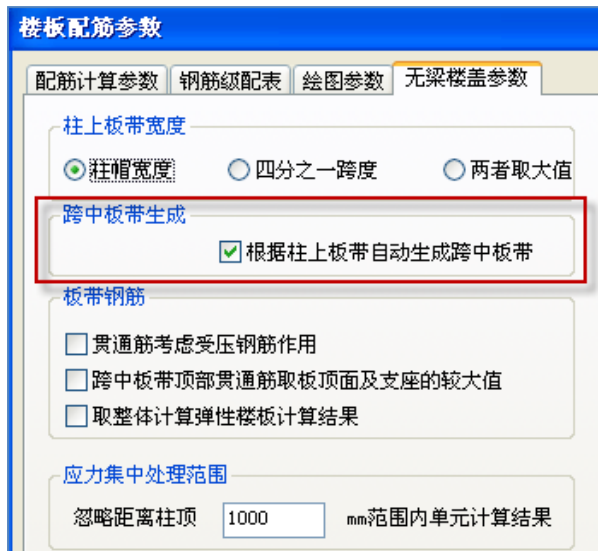 楼板配筋参数
配筋计算参数 钢筋级配表 绘图参数 无梁楼盖参数
柱上板带宽度
柱帽宽度 四分之一跨度 两者取大值
跨中板带生成
根据柱上板带自动生成跨中板带
板带钢筋
贯通筋考虑受压钢筋作用
跨中板带顶部贯通筋取板顶面及支座的较大值
取整体计算弹性楼板计算结果
应力集中处理范围
忽略距离柱顶 1000 mm范围内单元计算结果